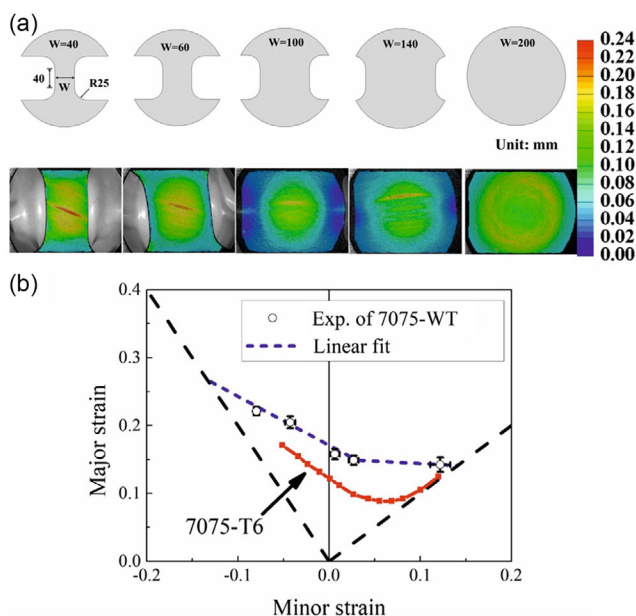 (a)
W=40
W=60
W=100
W=140
W=200
40
W
R25
Unit: mm
0.24
0.22
0.20
0.18
0.16
0.14
0.12
0.10
0.08
0.06
0.04
0.02
0.00
(b)
0.4
0.3
0.2
0.1
0.0
Major strain
Exp. of 7075-WT
Linear fit
7075-T6
-0.2
-0.1
0.0
0.1
0.2
Minor strain